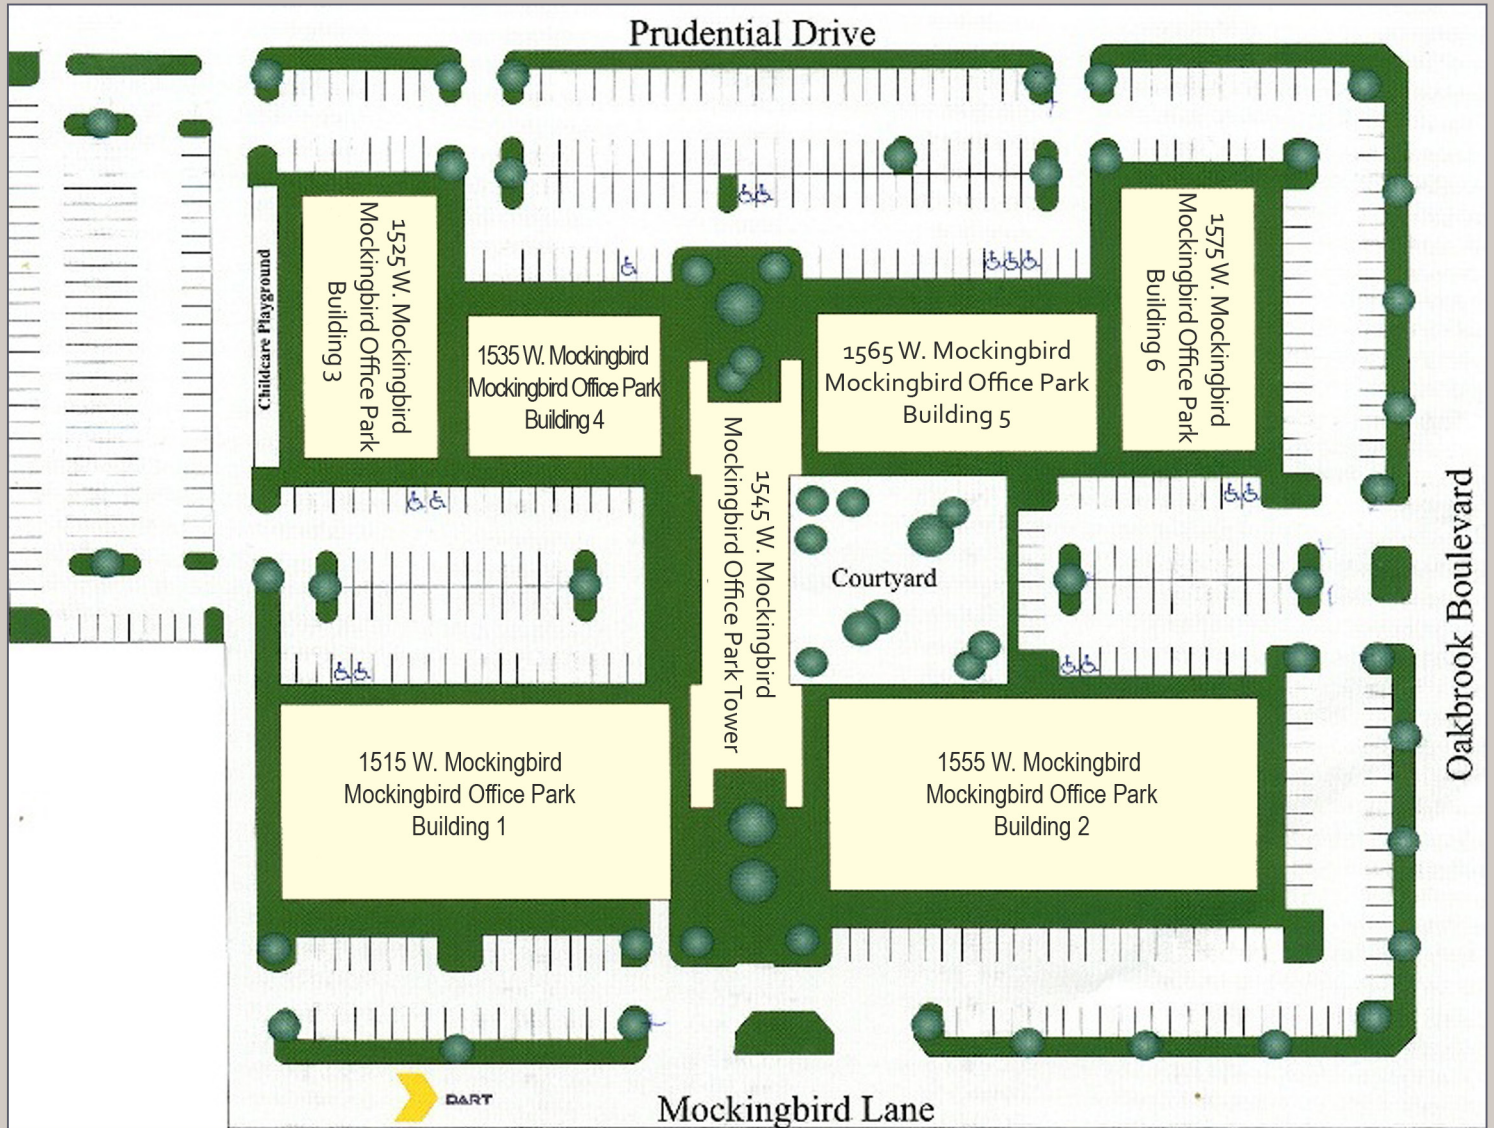 Prudential Drive
Childcare Playground
1525 W. Mockingbird
Mockingbird Office Park
Building 3
1535 W. Mockingbird
Mockingbird Office Park
Building 4
1565 W. Mockingbird
Mockingbird Office Park
Building 5
1575 W. Mockingbird
Mockingbird Office Park
Building 6
1545 W. Mockingbird
Mockingbird Office Park Tower
Courtyard
Oakbrook Boulevard
1515 W. Mockingbird
Mockingbird Office Park
Building 1
1555 W. Mockingbird
Mockingbird Office Park
Building 2
DART
Mockingbird Lane